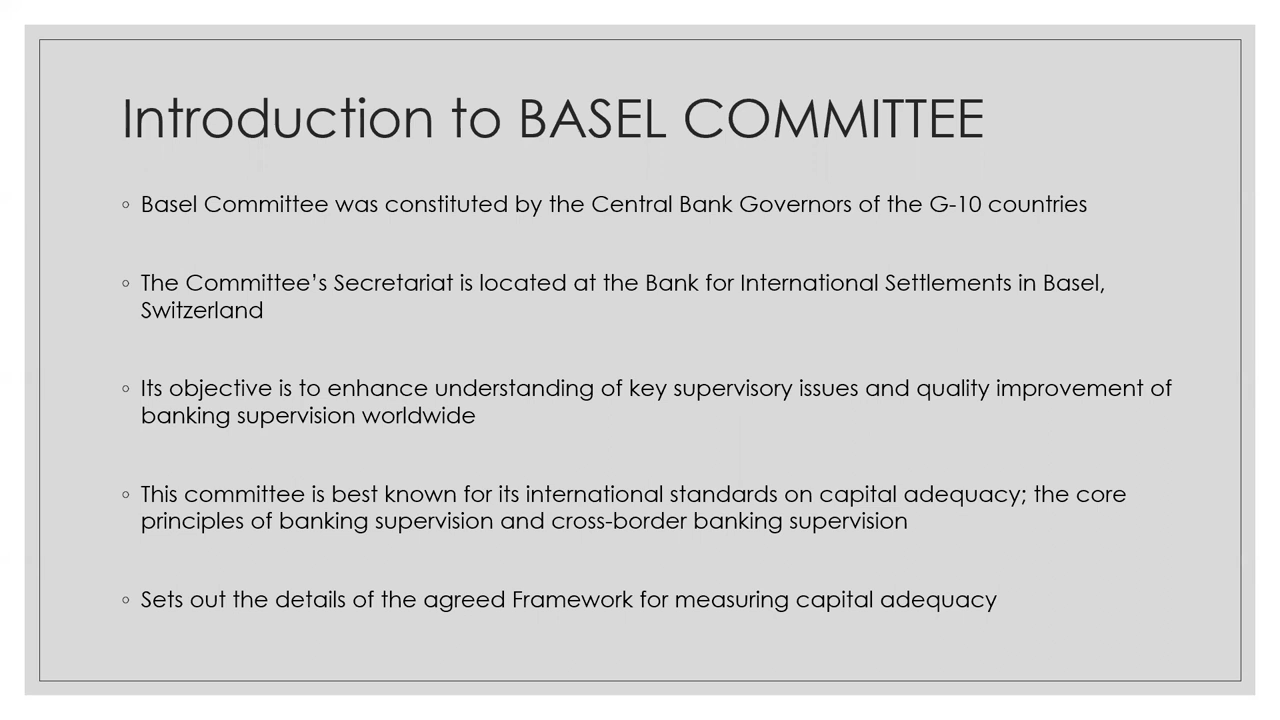 Introduction to BASEL COMMITTEE
◦ Basel Committee was constituted by the Central Bank Governors of the G-10 countries
◦ The Committee’s Secretariat is located at the Bank for International Settlements in Basel,
Switzerland
◦ Its objective is to enhance understanding of key supervisory issues and quality improvement of
banking supervision worldwide
◦ This committee is best known for its international standards on capital adequacy; the core
principles of banking supervision and cross-border banking supervision
◦ Sets out the details of the agreed Framework for measuring capital adequacy